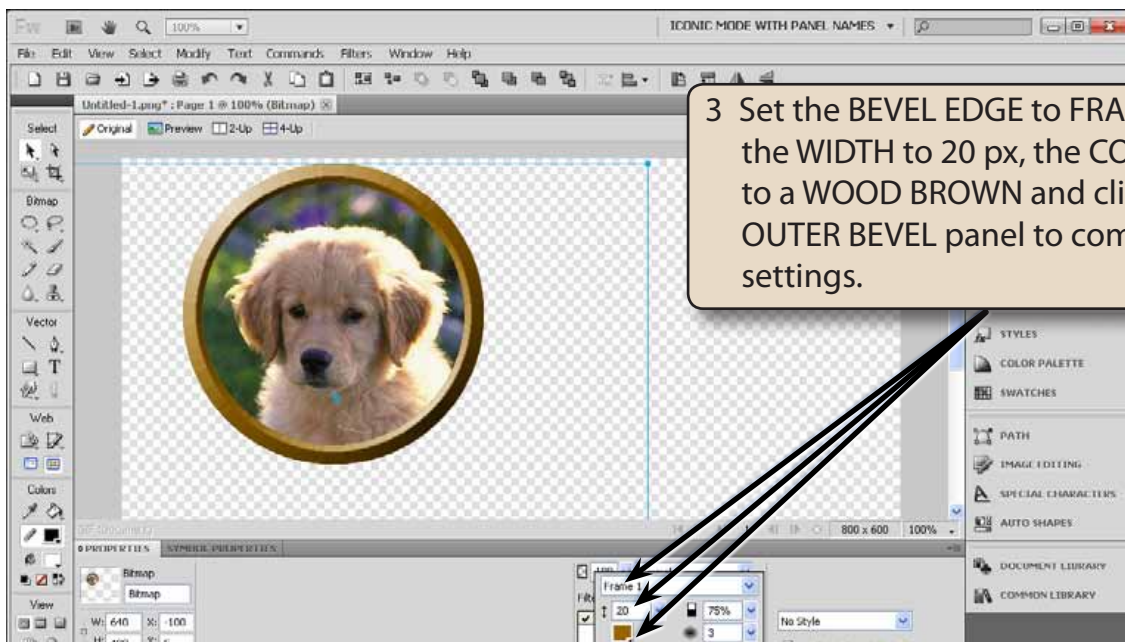 Fw 100% ICONIC MODE WITH PANEL NAMES
File Edit View Select Modify Text Commands Filters Window Help
Untitled-1.png* : Page 1 @ 100% (Bitmap)
Select
Original Preview 2-Up 4-Up
3 Set the BEVEL EDGE to FRA
the WIDTH to 20 px, the CO
to a WOOD BROWN and cli
OUTER BEVEL panel to com
settings.
Bitmap
Vector
Web
Colors
View
STYLES
COLOR PALETTE
SWATCHES
PATH
IMAGE EDITING
SPECIAL CHARACTERS
AUTO SHAPES
DOCUMENT LIBRARY
COMMON LIBRARY
800 x 600 100%
PROPERTIES SYMBOL PROPERTIES
Bitmap
Bitmap
W: 640 X: -100
Frame 1
20 75%
3
No Style